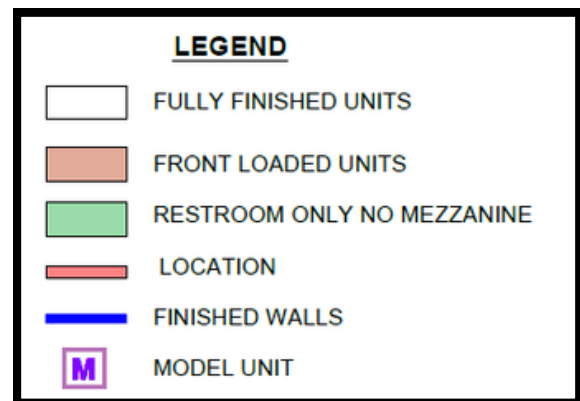 LEGEND
FULLY FINISHED UNITS
FRONT LOADED UNITS
RESTROOM ONLY NO MEZZANINE
LOCATION
FINISHED WALLS
M MODEL UNIT